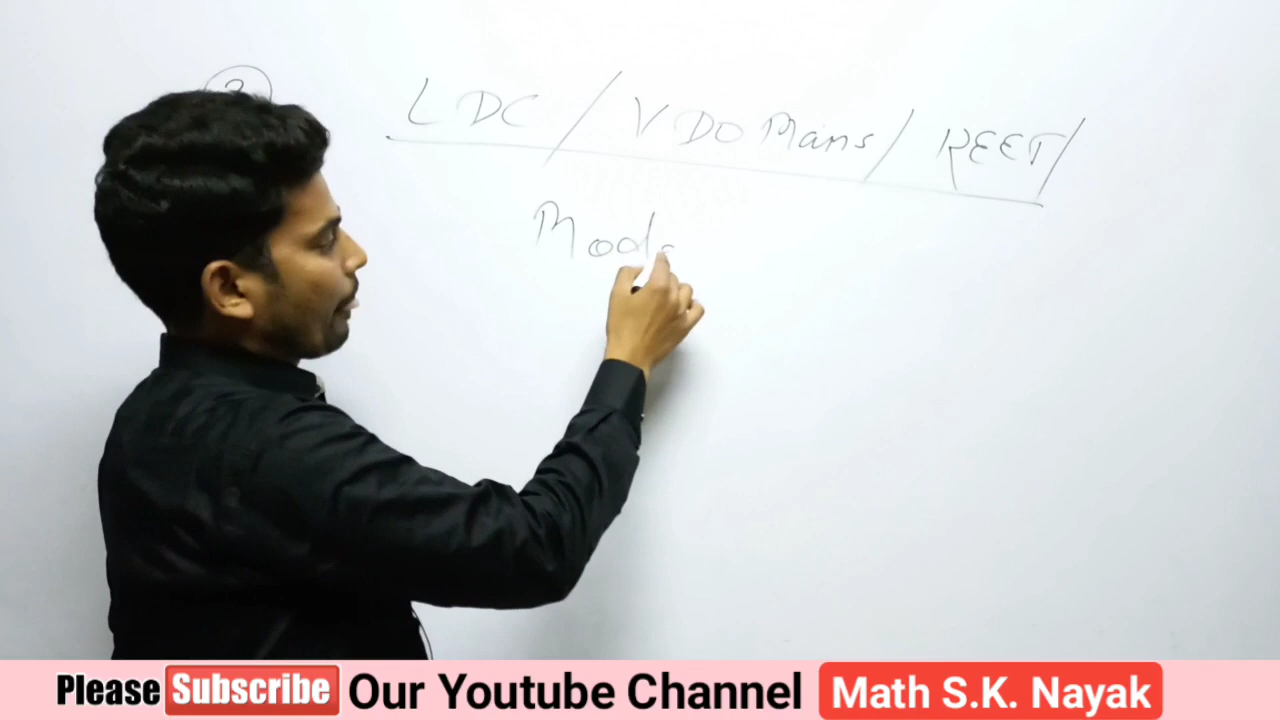 LDC / VDO Mains / REET/
Mode
Please Subscribe Our Youtube Channel Math S.K. Nayak